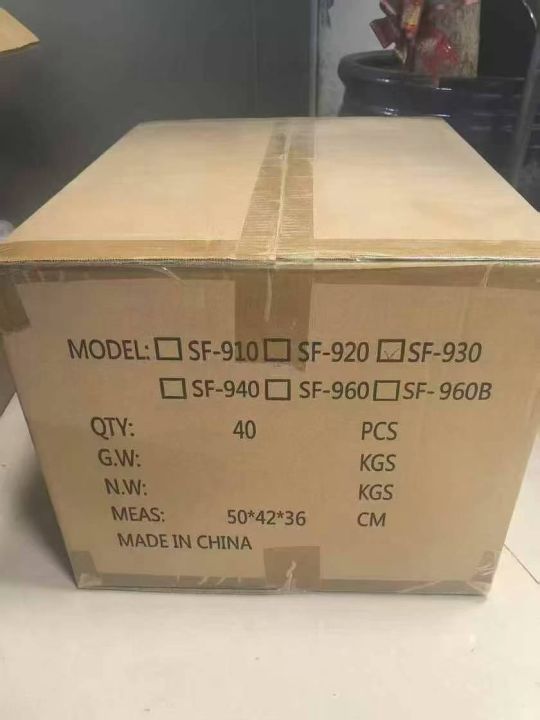 MODEL: ☐ SF-910 ☐ SF-920 ☑ SF-930
☐ SF-940 ☐ SF-960 ☐ SF-960B
QTY: 40 PCS
G.W: KGS
N.W: KGS
MEAS: 50*42*36 CM
MADE IN CHINA